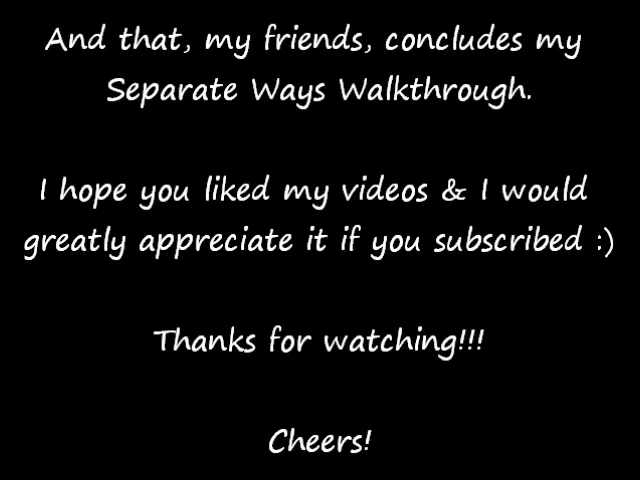 And that, my friends, concludes my
Separate Ways Walkthrough.
I hope you liked my videos & I would
greatly appreciate it if you subscribed :)
Thanks for watching!!!
Cheers!